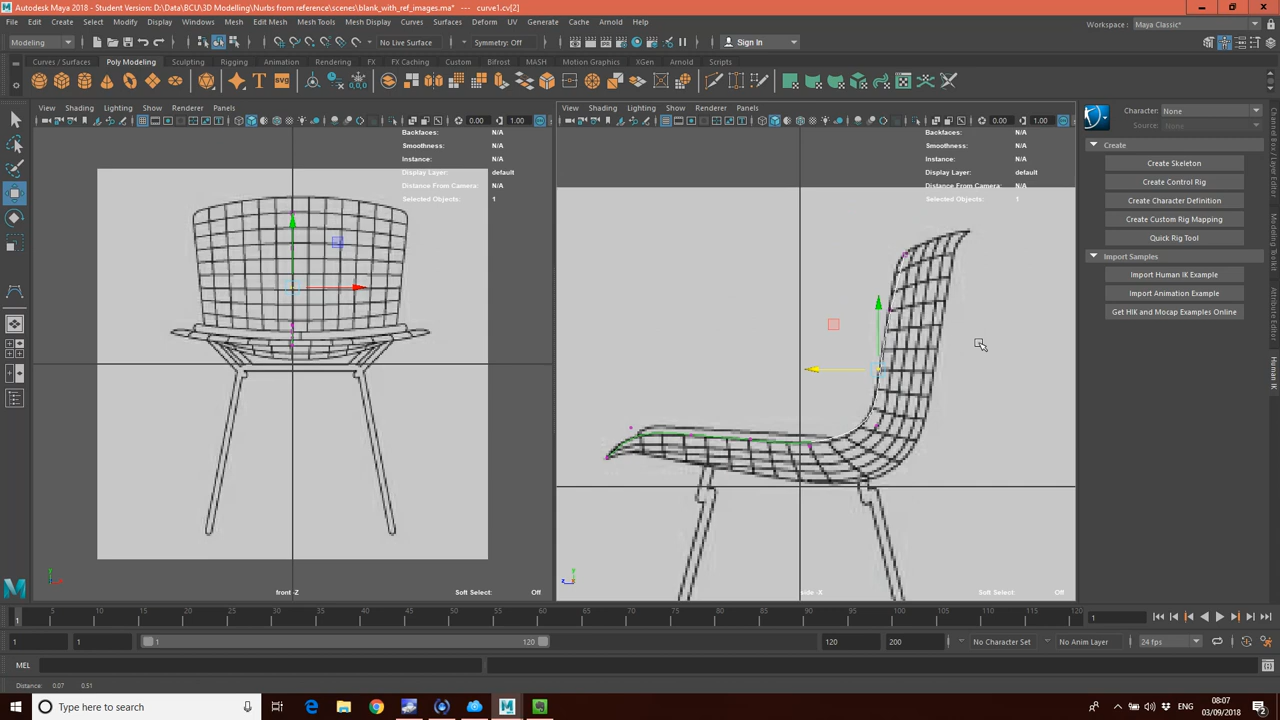 Autodesk Maya 2018 - Student Version: D:\Data\BCU\3D Modelling\Nurbs from reference\scenes\blank_with_ref_images.ma* --- curve1.cv[2]
File Edit Create Select Modify Display Windows Mesh Edit Mesh Mesh Tools Mesh Display Curves Surfaces Deform UV Generate Cache Arnold Help
Workspace : Maya Classic*
Modeling No Live Surface Symmetry: Off Sign In
Curves / Surfaces Poly Modeling Sculpting Rigging Animation Rendering FX FX Caching Custom Bifrost MASH Motion Graphics XGen Arnold Scripts
View Shading Lighting Show Renderer Panels
0.00 1.00
Backfaces: N/A
Smoothness: N/A
Instance: N/A
Display Layer: default
Distance From Camera: N/A
Selected Objects: 1
front -Z
Soft Select: Off
View Shading Lighting Show Renderer Panels
0.00 1.00
Backfaces: N/A
Smoothness: N/A
Instance: N/A
Display Layer: default
Distance From Camera: N/A
Selected Objects: 1
side -X
Soft Select: Off
Character: None
Source: None
Create
Create Skeleton
Create Control Rig
Create Character Definition
Create Custom Rig Mapping
Quick Rig Tool
Import Samples
Import Human IK Example
Import Animation Example
Get HIK and Mocap Examples Online
Channel Box / Layer Editor
Modeling Toolkit
Attribute Editor
Human IK
5 10 15 20 25 30 35 40 45 50 55 60 65 70 75 80 85 90 95 100 105 110 115 120
1
1 1 1 120 120 200 No Character Set No Anim Layer 24 fps
MEL
Distance: 0.07 0.51
Type here to search
08:07
03/09/2018